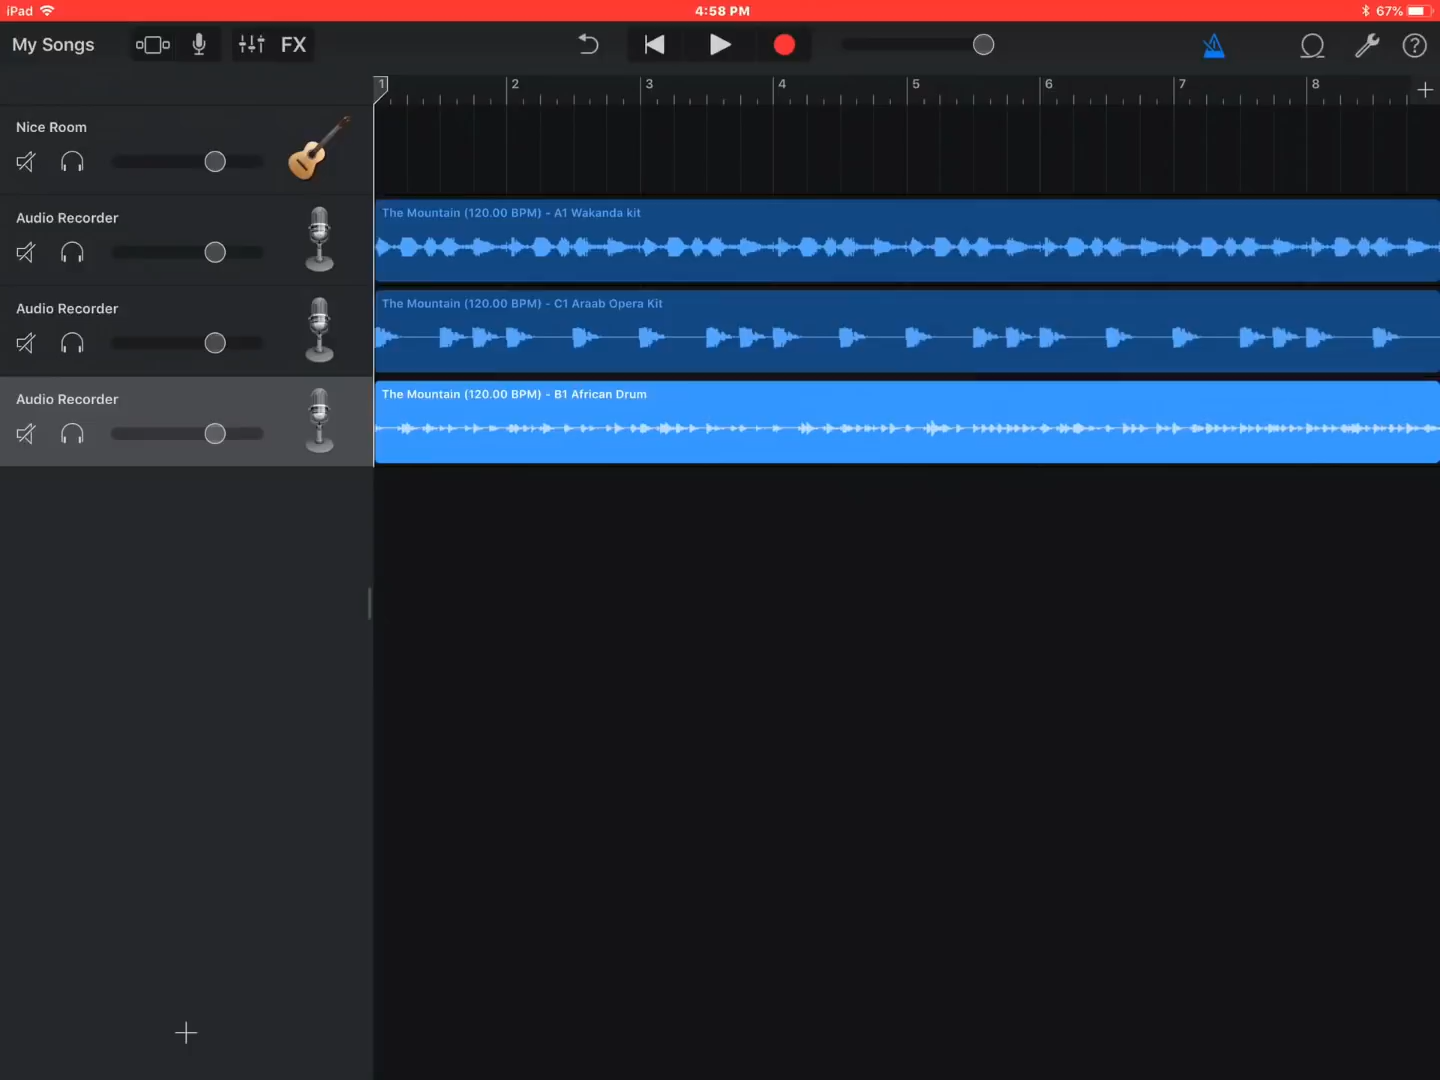 iPad
4:58 PM
67%
My Songs
FX
1 2 3 4 5 6 7 8
Nice Room
Audio Recorder
The Mountain (120.00 BPM) - A1 Wakanda kit
Audio Recorder
The Mountain (120.00 BPM) - C1 Araab Opera Kit
Audio Recorder
The Mountain (120.00 BPM) - B1 African Drum